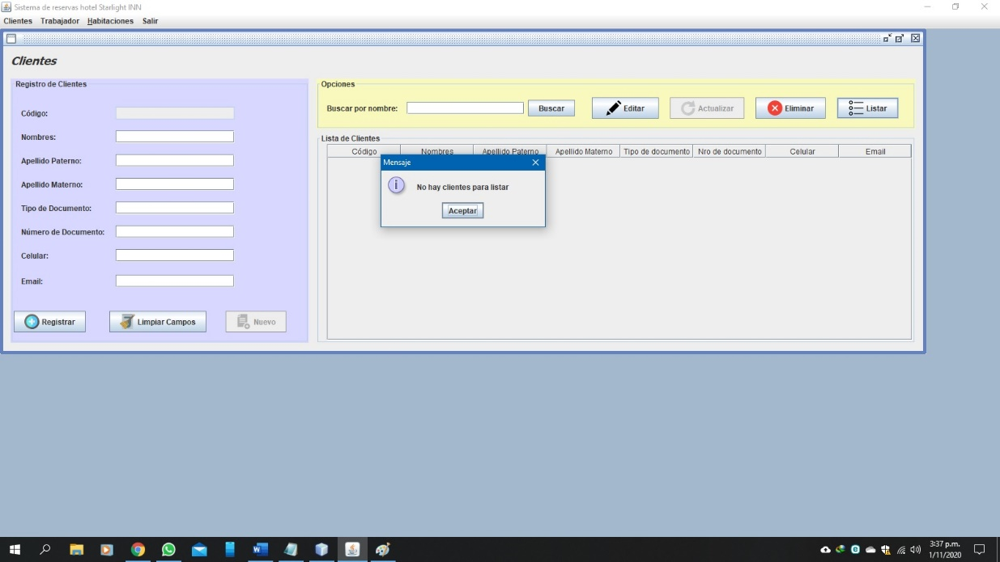 Sistema de reservas hotel Starlight INN
Clientes Trabajador Habitaciones Salir
Clientes
Registro de Clientes
Código:
Nombres:
Apellido Paterno:
Apellido Materno:
Tipo de Documento:
Número de Documento:
Celular:
Email:
Registrar Limpiar Campos Nuevo
Opciones
Buscar por nombre: Buscar Editar Actualizar Eliminar Listar
Lista de Clientes
Código Nombres Apellido Paterno Apellido Materno Tipo de documento Nro de documento Celular Email
Mensaje
No hay clientes para listar
Aceptar
3:37 p.m.
1/11/2020